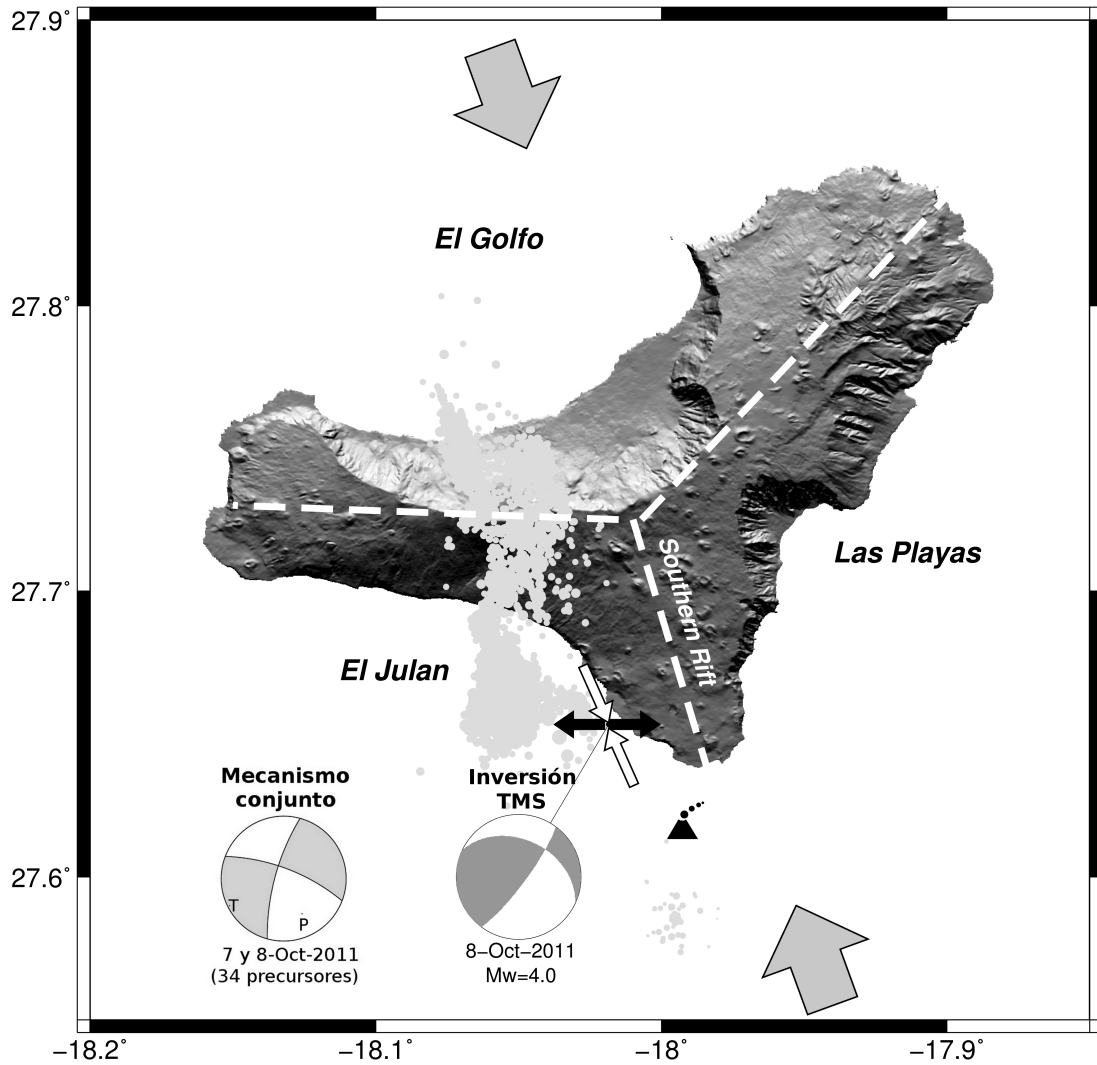 27.9°
27.8°
27.7°
27.6°
El Golfo
Las Playas
Southern Rift
El Julan
Mecanismo
conjunto
T
P
7 y 8-Oct-2011
(34 precursores)
Inversión
TMS
8–Oct–2011
Mw=4.0
−18.2°
−18.1°
−18°
−17.9°